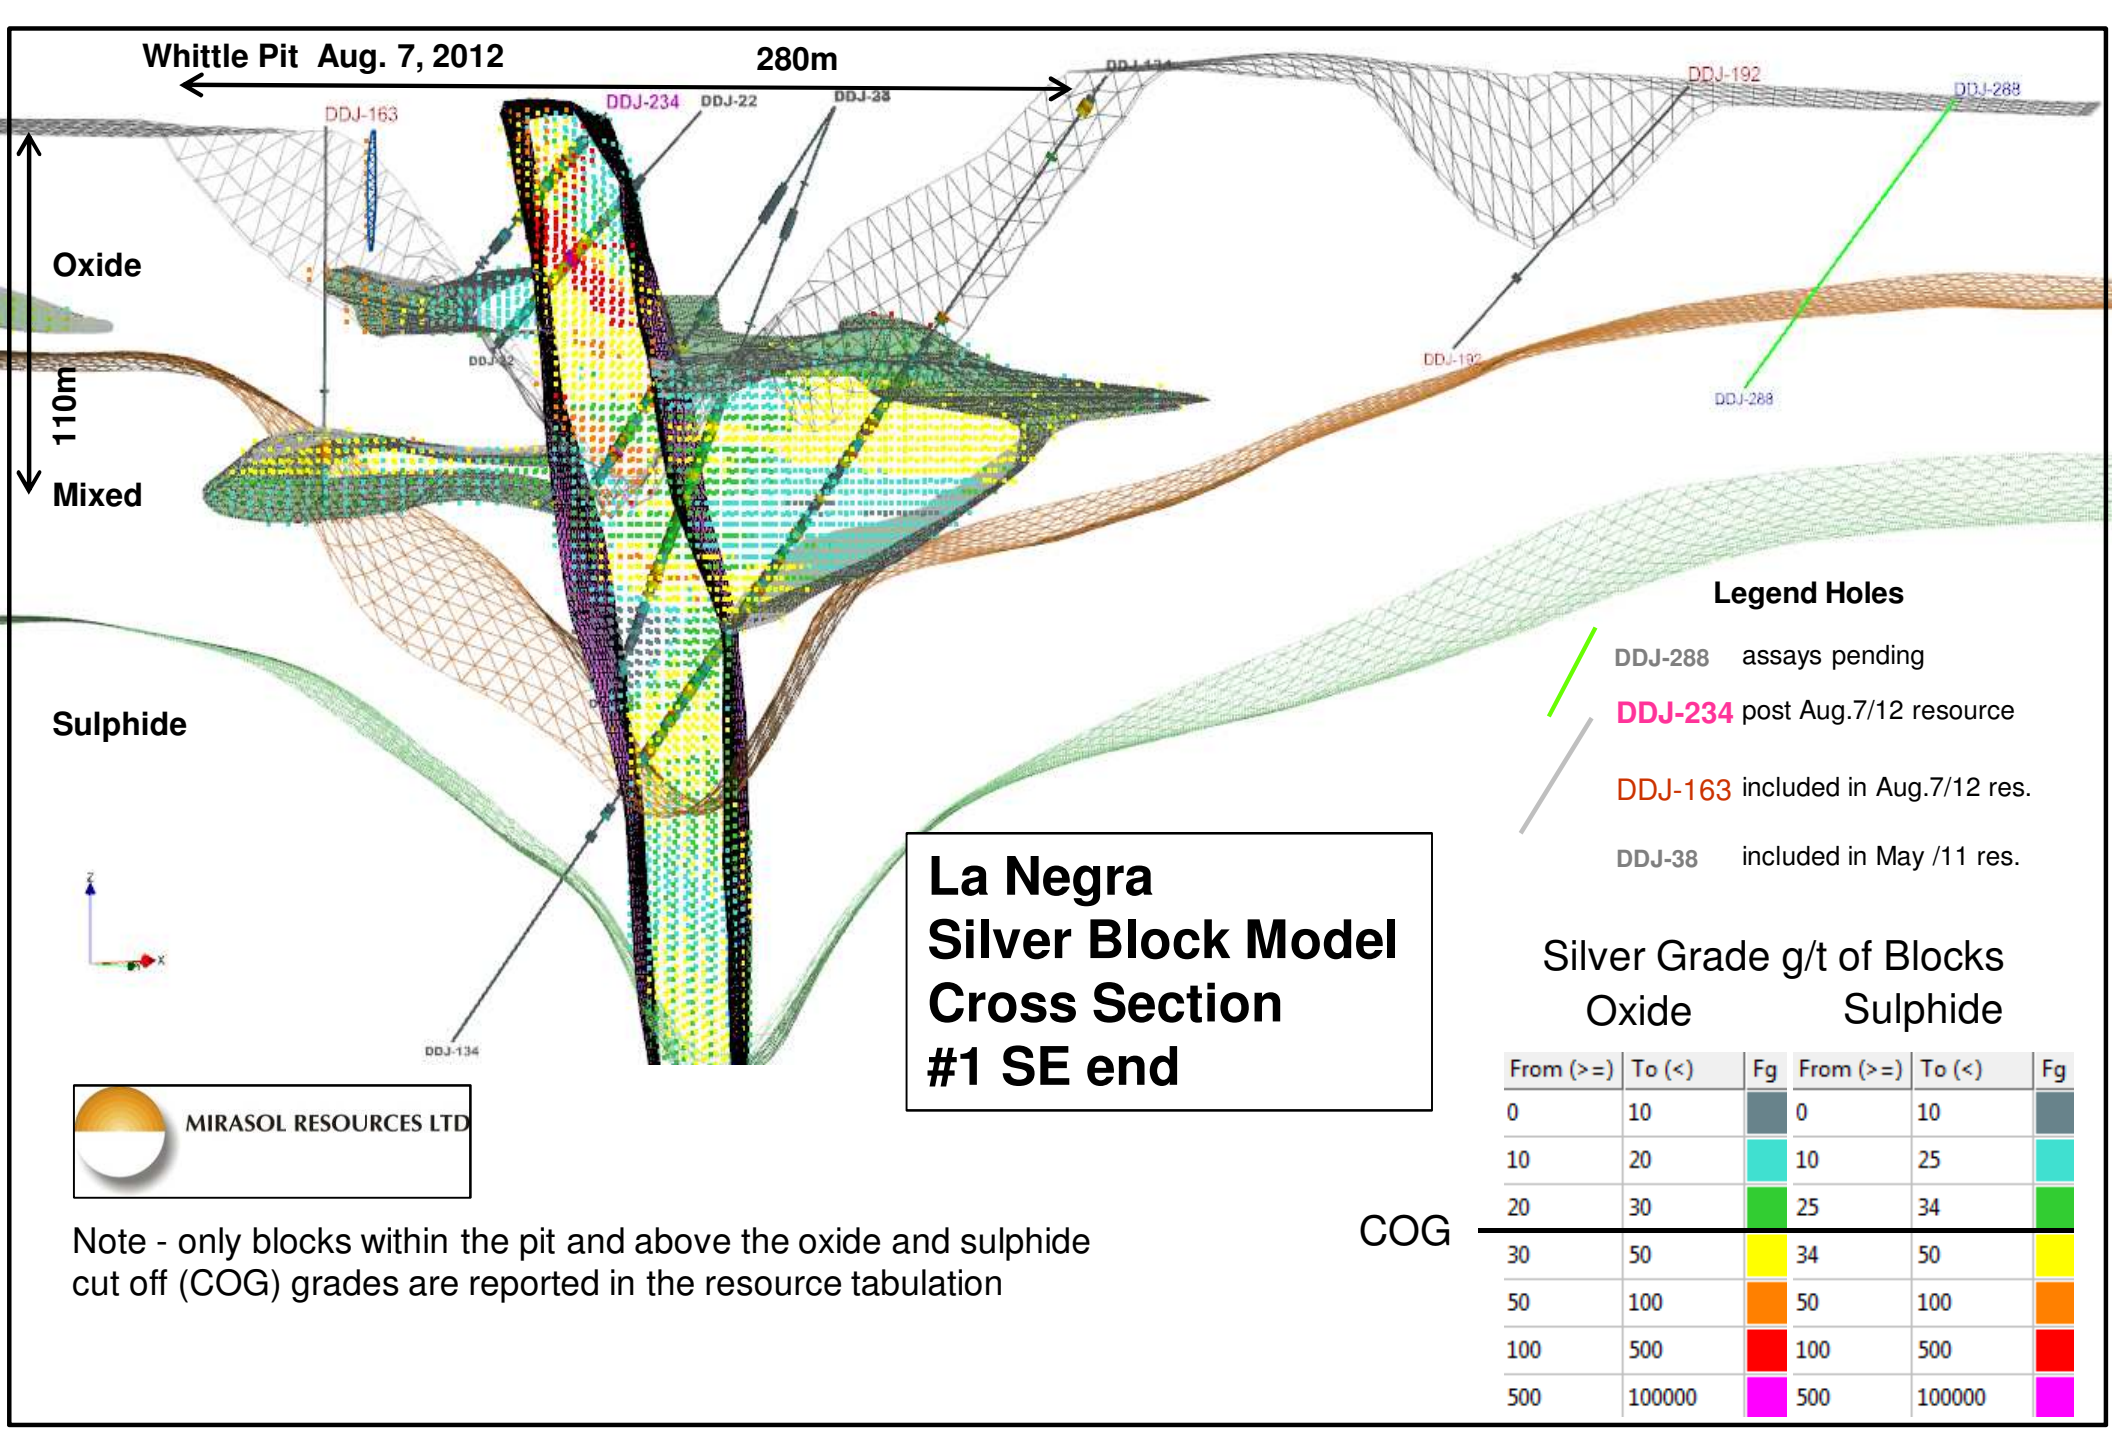 Whittle Pit Aug. 7, 2012
280m
DDJ-134
DDJ-192
DDJ-288
DDJ-163
DDJ-234
DDJ-22
DDJ-38
Oxide
DDJ-22
DDJ-192
110m
DDJ-288
Mixed
Legend Holes
DDJ-288 assays pending
DDJ-234 post Aug.7/12 resource
Sulphide
DDJ-163 included in Aug.7/12 res.
DDJ-38 included in May /11 res.
Z
X
La Negra
Silver Block Model
Cross Section
#1 SE end
DDJ-134
Silver Grade g/t of Blocks
Oxide Sulphide
From (>=) To (<) Fg From (>=) To (<) Fg
0 10 0 10
10 20 10 25
20 30 25 34
COG
30 50 34 50
50 100 50 100
100 500 100 500
500 100000 500 100000
MIRASOL RESOURCES LTD
Note - only blocks within the pit and above the oxide and sulphide
cut off (COG) grades are reported in the resource tabulation